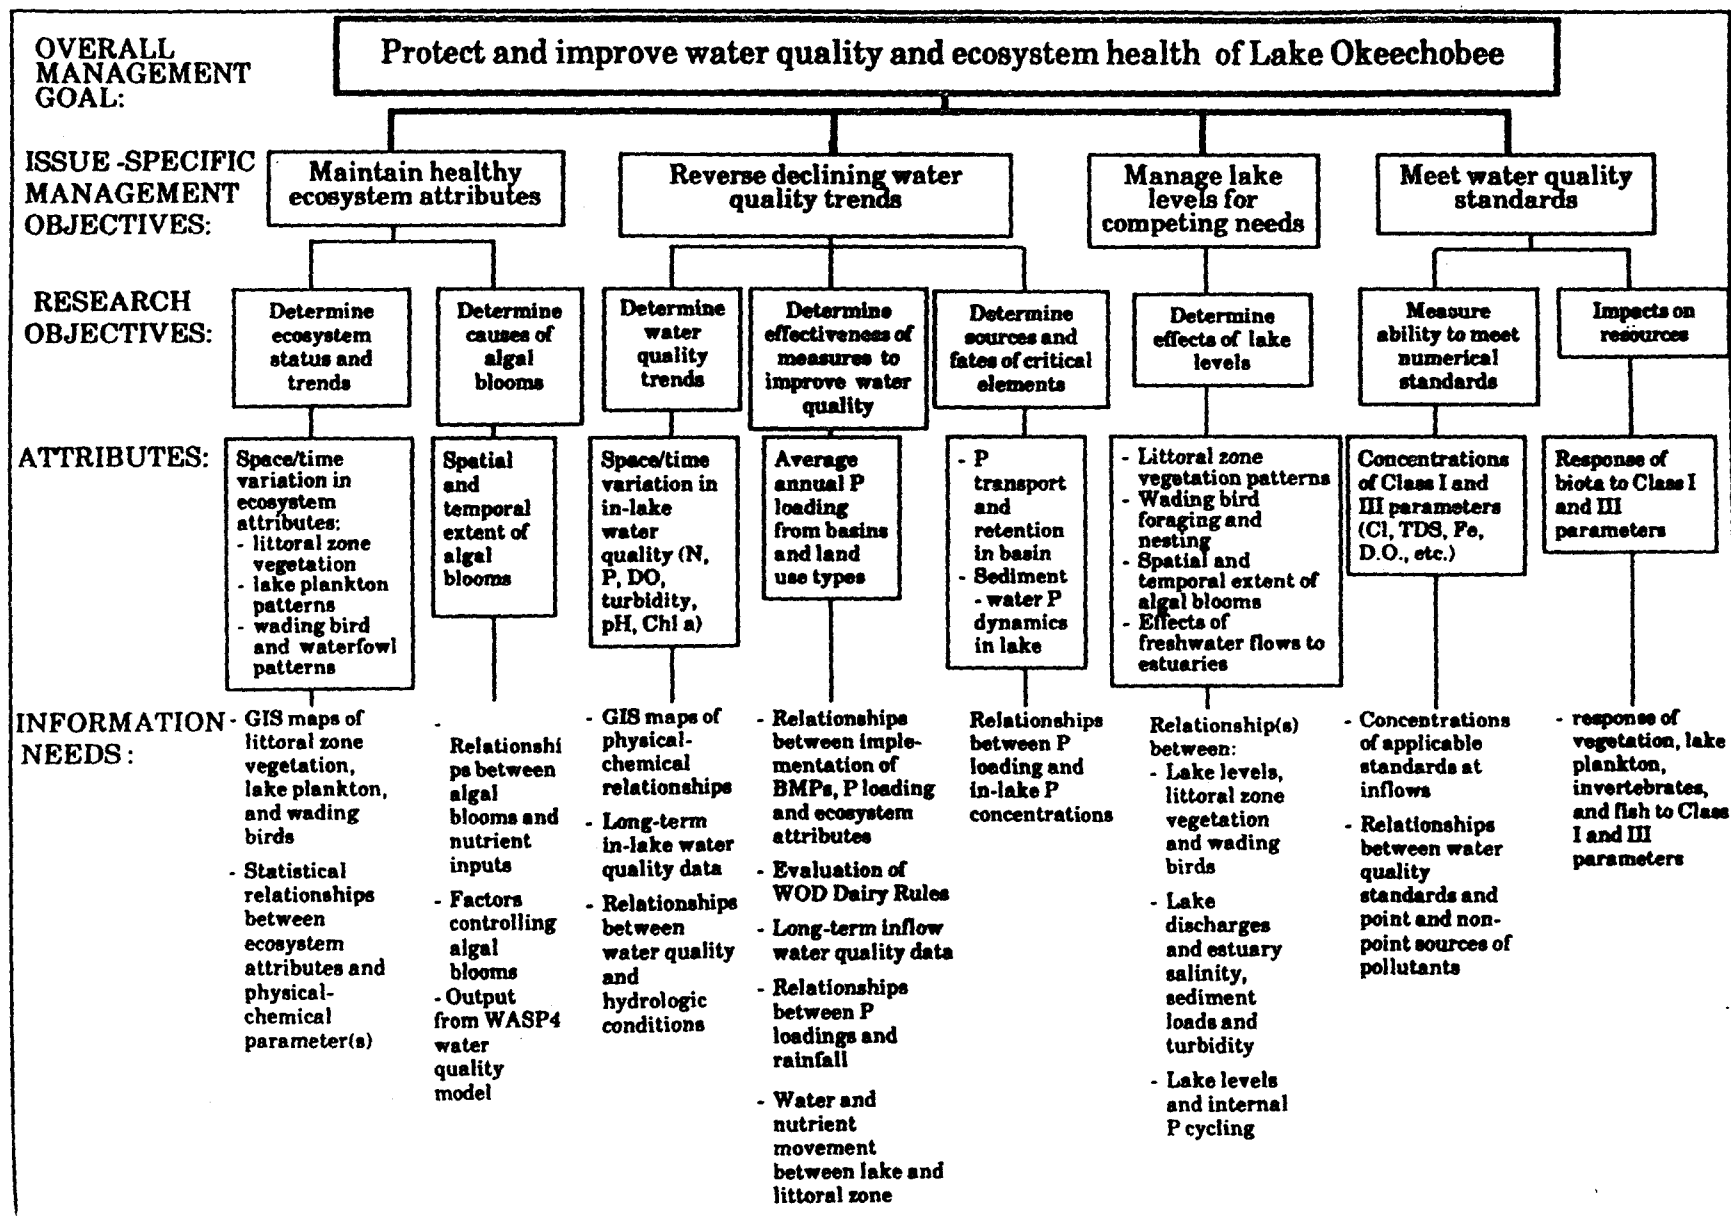 OVERALL
MANAGEMENT
GOAL:
Protect and improve water quality and ecosystem health of Lake Okeechobee
ISSUE -SPECIFIC
MANAGEMENT
OBJECTIVES:
Maintain healthy
ecosystem attributes
Reverse declining water
quality trends
Manage lake
levels for
competing needs
Meet water quality
standards
RESEARCH
OBJECTIVES:
Determine
ecosystem
status and
trends
Determine
causes of
algal
blooms
Determine
water
quality
trends
Determine
effectiveness of
measures to
improve water
quality
Determine
sources and
fates of critical
elements
Determine
effects of lake
levels
Measure
ability to meet
numerical
standards
Impacts on
resources
ATTRIBUTES:
Space/time
variation in
ecosystem
attributes:
- littoral zone
vegetation
- lake plankton
patterns
- wading bird
and waterfowl
patterns
Spatial
and
temporal
extent of
algal
blooms
Space/time
variation in
in-lake
water
quality (N,
P, DO,
turbidity,
pH, Chl a)
Average
annual P
loading
from basins
and land
use types
- P
transport
and
retention
in basin
- Sediment
- water P
dynamics
in lake
- Littoral zone
vegetation patterns
- Wading bird
foraging and
nesting
- Spatial and
temporal extent of
algal blooms
- Effects of
freshwater flows to
estuaries
Concentrations
of Class I and
III parameters
(Cl, TDS, Fe,
D.O., etc.)
Response of
biota to Class I
and III
parameters
INFORMATION
NEEDS :
- GIS maps of
littoral zone
vegetation,
lake plankton,
and wading
birds
- Statistical
relationships
between
ecosystem
attributes and
physical-
chemical
parameter(s)
-
Relationshi
ps between
algal
blooms and
nutrient
inputs
- Factors
controlling
algal
blooms
- Output
from WASP4
water
quality
model
- GIS maps of
physical-
chemical
relationships
- Long-term
in-lake water
quality data
- Relationships
between
water quality
and
hydrologic
conditions
- Relationships
between imple-
mentation of
BMPs, P loading
and ecosystem
attributes
- Evaluation of
WOD Dairy Rules
- Long-term inflow
water quality data
- Relationships
between P
loadings and
rainfall
- Water and
nutrient
movement
between lake and
littoral zone
Relationships
between P
loading and
in-lake P
concentrations
Relationship(s)
between:
- Lake levels,
littoral zone
vegetation
and wading
birds
- Lake
discharges
and estuary
salinity,
sediment
loads and
turbidity
- Lake levels
and internal
P cycling
- Concentrations
of applicable
standards at
inflows
- Relationships
between water
quality
standards and
point and non-
point sources of
pollutants
- response of
vegetation, lake
plankton,
invertebrates,
and fish to Class
I and III
parameters